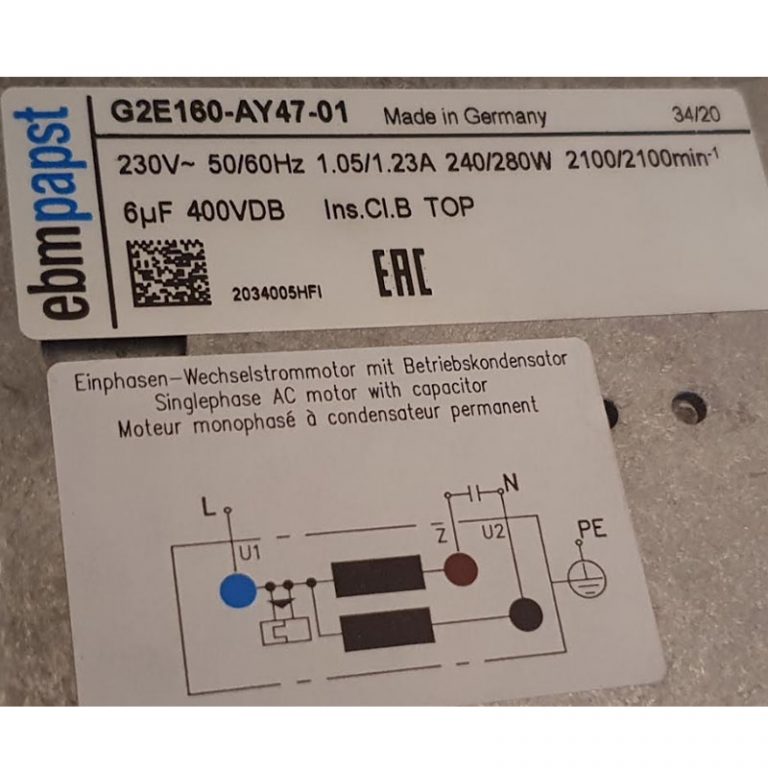 ebmpapst
G2E160-AY47-01 Made in Germany 34/20
230V~ 50/60Hz 1.05/1.23A 240/280W 2100/2100min-1
6µF 400VDB Ins.Cl.B TOP
2034005HFI
EAC
Einphasen-Wechselstrommotor mit Betriebskondensator
Singlephase AC motor with capacitor
Moteur monophasé à condensateur permanent
L N
U1 Z U2 PE